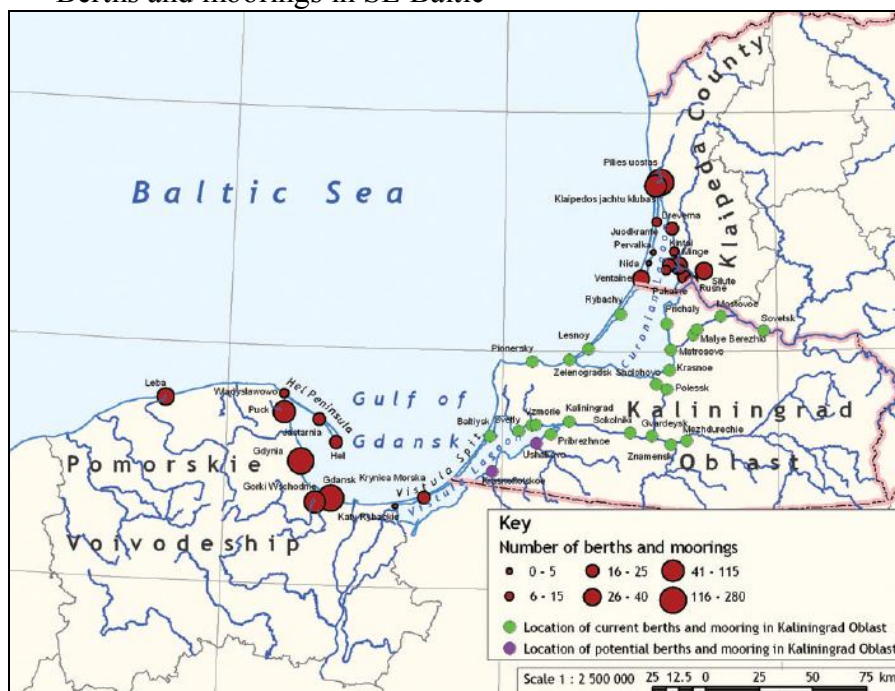 Berths and moorings in SE Baltic
Klaipeda County
Baltic Sea
Pilies uostas
Klaipedos jachtu klubas
Dreverna
Juodkrante
Kintai
Pervalka
Minge
Nida
Silute
Ventaine
Rusne
Pakalne
Rybachy
Curonian Lagoon
Prichaly
Mostovoe
Sovetsk
Malye Berezhki
Lesnoy
Matrosovo
Pionersky
Zelenogradsk
Krasnoe
Polessk
Leba
Wladyslawowo
Hel Peninsula
Puck
Jastarnia
Hel
Gulf of
Gdansk
Kaliningrad
Oblast
Baltiysk
Svetly
Vzmorie
Kaliningrad
Sokolniki
Gvardeysk
Mezhdurechie
Pribrezhnoe
Ushakovo
Znamensk
Gdynia
Pomorskie
Voivodeship
Gorki Wschodnie
Gdansk
Krynica Morska
Vistula Spit
Vistula Lagoon
Krasnoflotskoe
Katy Rybackie
Key
Number of berths and moorings
0 - 5
16 - 25
41 - 115
6 - 15
26 - 40
116 - 280
Location of current berths and mooring in Kaliningrad Oblast
Location of potential berths and mooring in Kaliningrad Oblast
Scale 1 : 2 500 000 25 12.5 0 25 50 75 km